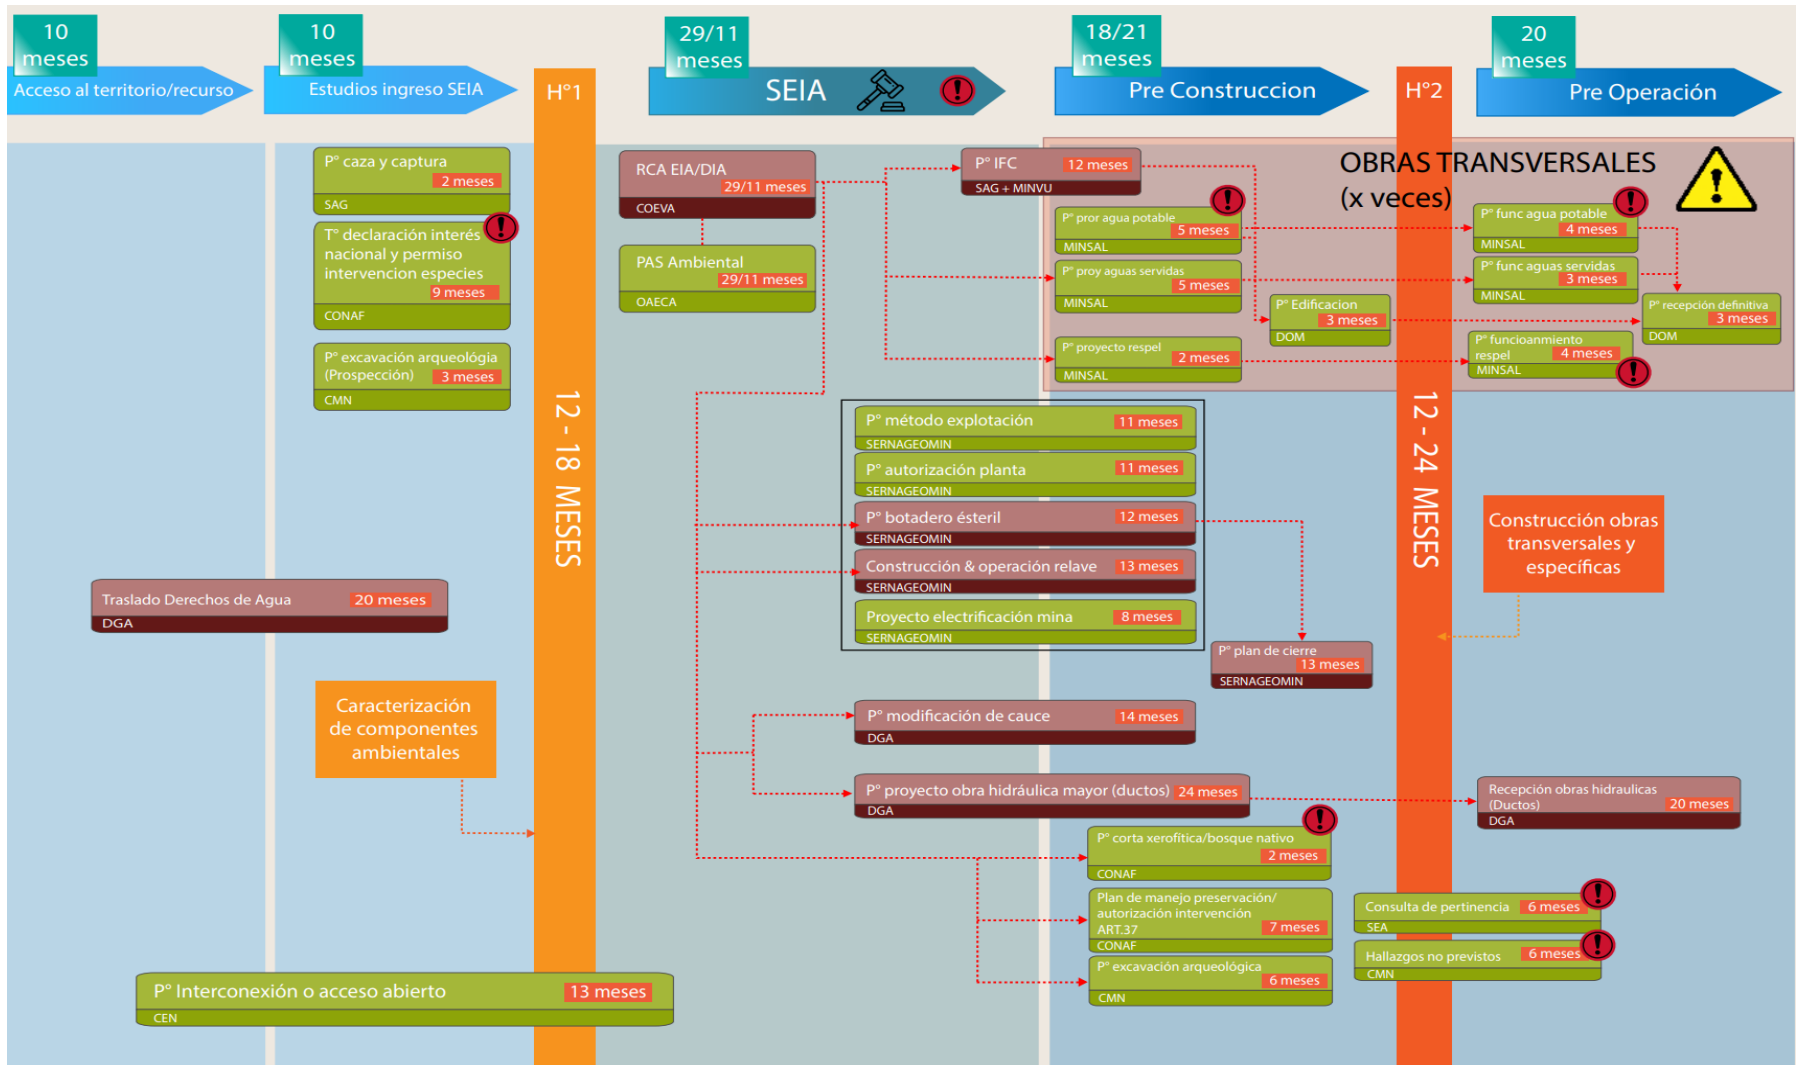 10
meses
Acceso al territorio/recurso
10
meses
Estudios ingreso SEIA
H°1
12 - 18 MESES
29/11
meses
SEIA
18/21
meses
Pre Construccion
H°2
12 - 24 MESES
20
meses
Pre Operación
P° caza y captura
2 meses
SAG
T° declaración interés
nacional y permiso
intervencion especies
9 meses
CONAF
P° excavación arqueológia
(Prospección)
3 meses
CMN
RCA EIA/DIA
29/11 meses
COEVA
PAS Ambiental
29/11 meses
OAECA
P° IFC
12 meses
SAG + MINVU
OBRAS TRANSVERSALES
(x veces)
P° pror agua potable
5 meses
MINSAL
P° proy aguas servidas
5 meses
MINSAL
P° Edificacion
3 meses
DOM
P° proyecto respel
2 meses
MINSAL
P° func agua potable
4 meses
MINSAL
P° func aguas servidas
3 meses
MINSAL
P° recepción definitiva
3 meses
DOM
P° funcioanmiento
respel
4 meses
MINSAL
P° método explotación
11 meses
SERNAGEOMIN
P° autorización planta
11 meses
SERNAGEOMIN
P° botadero ésteril
12 meses
SERNAGEOMIN
Construcción & operación relave
13 meses
SERNAGEOMIN
Proyecto electrificación mina
8 meses
SERNAGEOMIN
P° plan de cierre
13 meses
SERNAGEOMIN
Construcción obras
transversales y
específicas
Traslado Derechos de Agua
20 meses
DGA
Caracterización
de componentes
ambientales
P° modificación de cauce
14 meses
DGA
P° proyecto obra hidráulica mayor (ductos)
24 meses
DGA
Recepción obras hidraulicas
(Ductos)
20 meses
DGA
P° corta xerofítica/bosque nativo
2 meses
CONAF
Plan de manejo preservación/
autorización intervención
ART.37
7 meses
CONAF
P° excavación arqueológica
6 meses
CMN
Consulta de pertinencia
6 meses
SEA
Hallazgos no previstos
6 meses
CMN
P° Interconexión o acceso abierto
13 meses
CEN